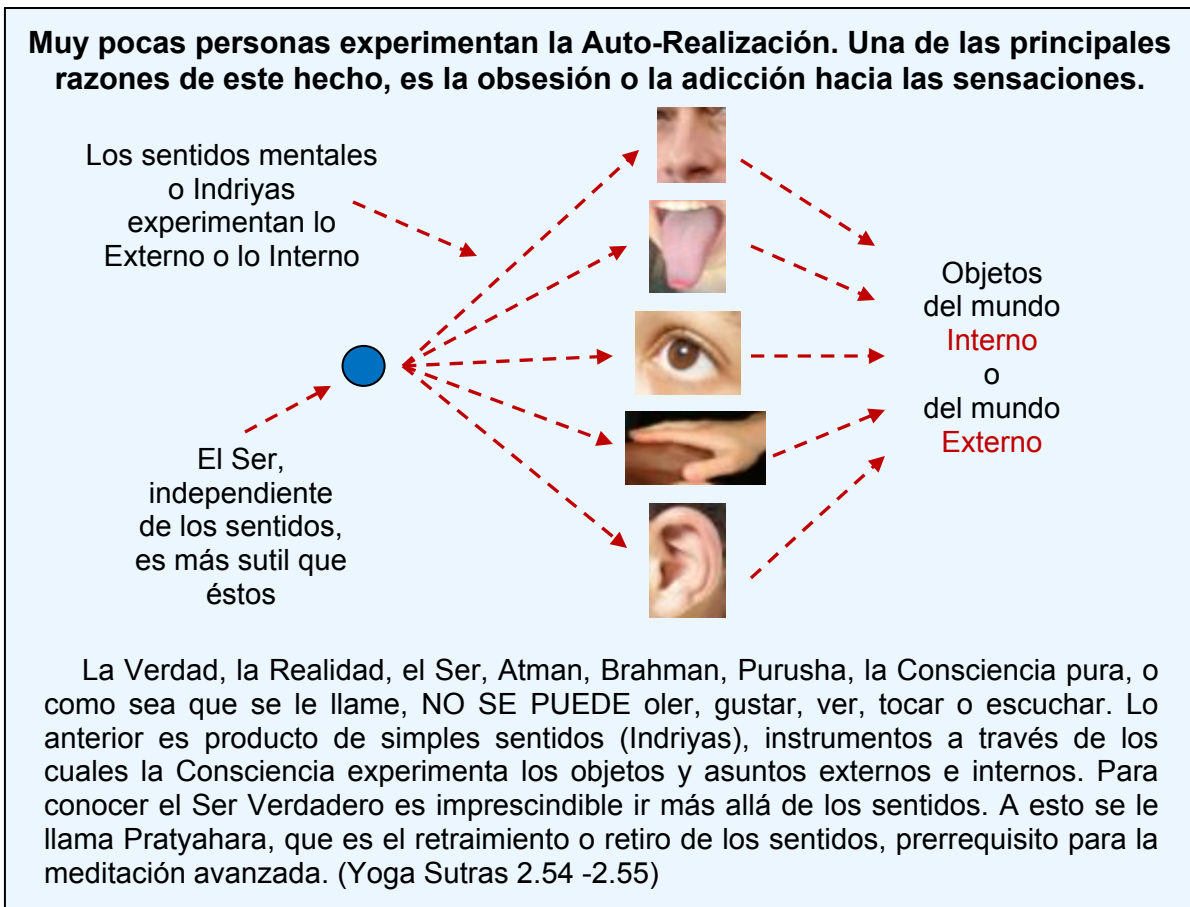 Muy pocas personas experimentan la Auto-Realización. Una de las principales
razones de este hecho, es la obsesión o la adicción hacia las sensaciones.
Los sentidos mentales
o Indriyas
experimentan lo
Externo o lo Interno
Objetos
del mundo
Interno
o
del mundo
Externo
El Ser,
independiente
de los sentidos,
es más sutil que
éstos
La Verdad, la Realidad, el Ser, Atman, Brahman, Purusha, la Consciencia pura, o
como sea que se le llame, NO SE PUEDE oler, gustar, ver, tocar o escuchar. Lo
anterior es producto de simples sentidos (Indriyas), instrumentos a través de los
cuales la Consciencia experimenta los objetos y asuntos externos e internos. Para
conocer el Ser Verdadero es imprescindible ir más allá de los sentidos. A esto se le
llama Pratyahara, que es el retraimiento o retiro de los sentidos, prerrequisito para la
meditación avanzada. (Yoga Sutras 2.54 -2.55)